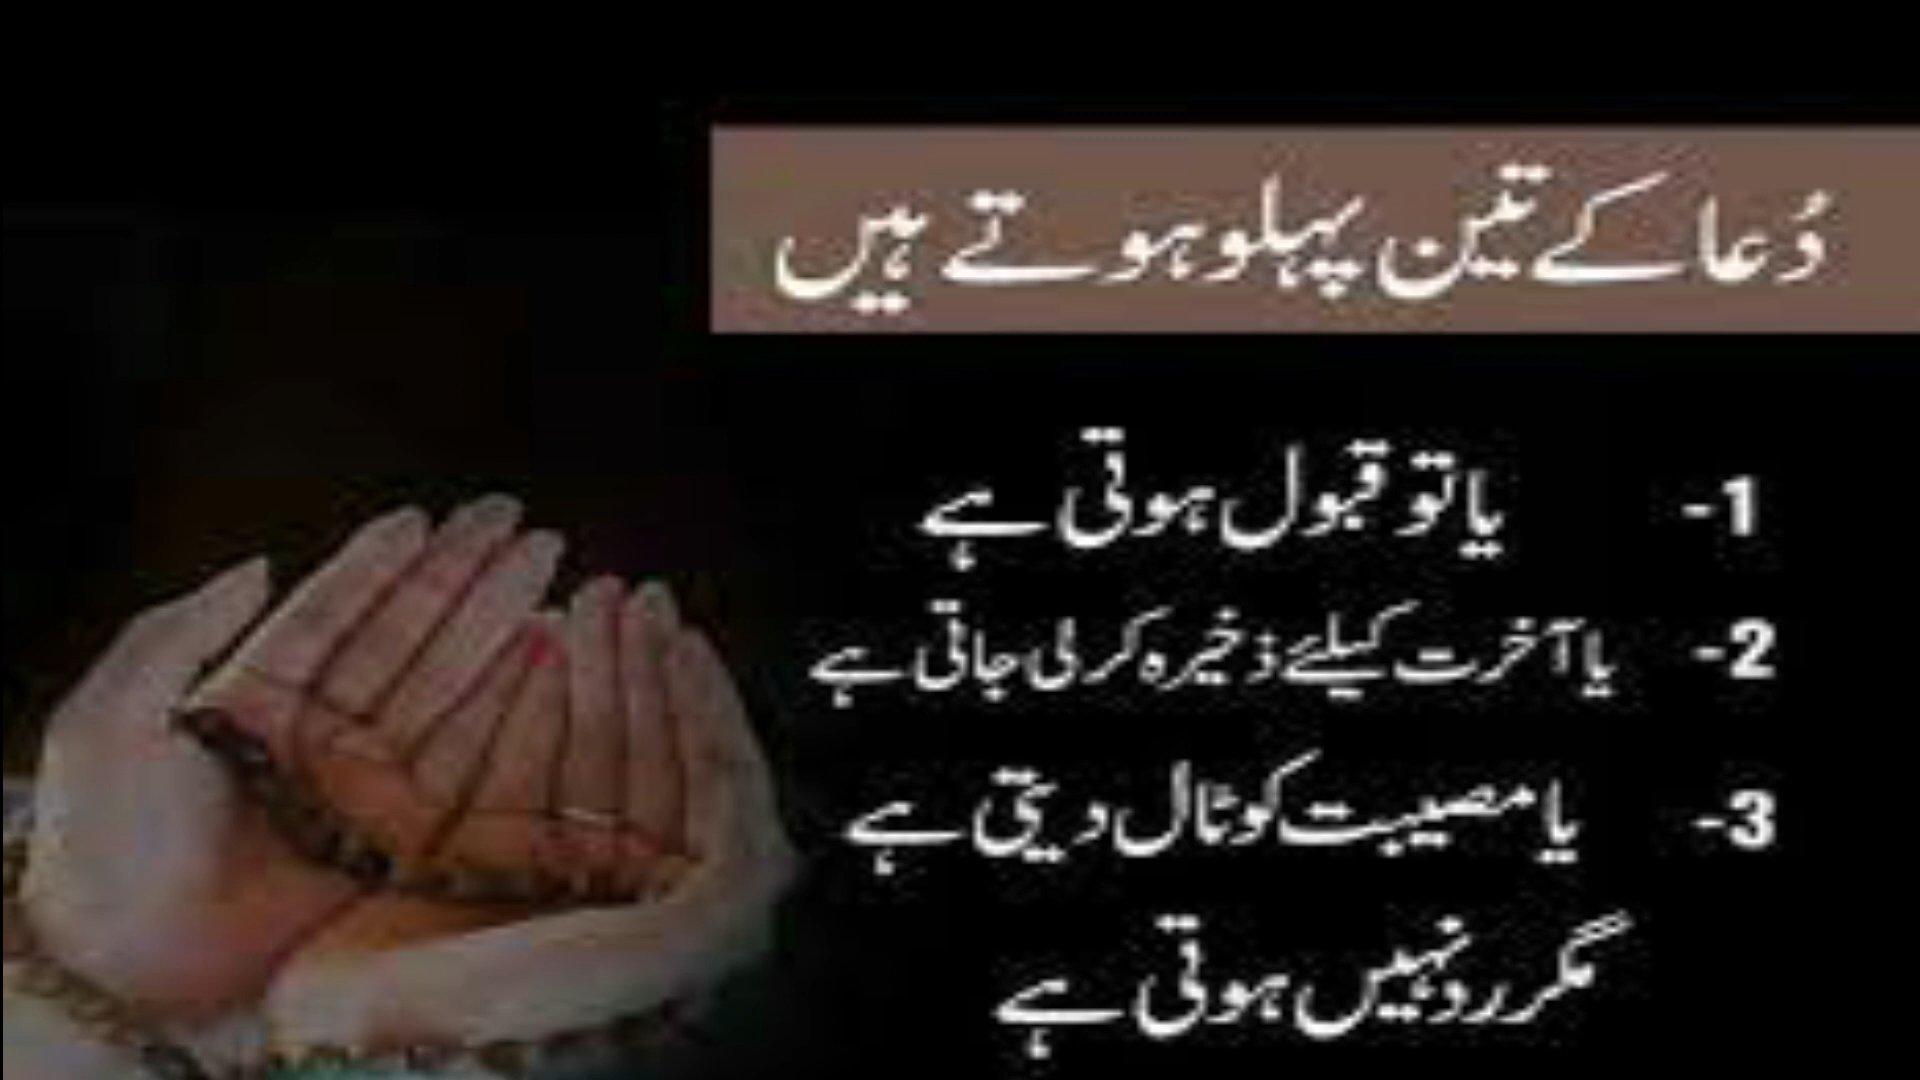 دُعا کے تین پہلو ہوتے ہیں
1- یا تو قبول ہوتی ہے
2- یا آخرت کیلئے ذخیرہ کر لی جاتی ہے
3- یا مصیبت کو ٹال دیتی ہے
مگر رد نہیں ہوتی ہے